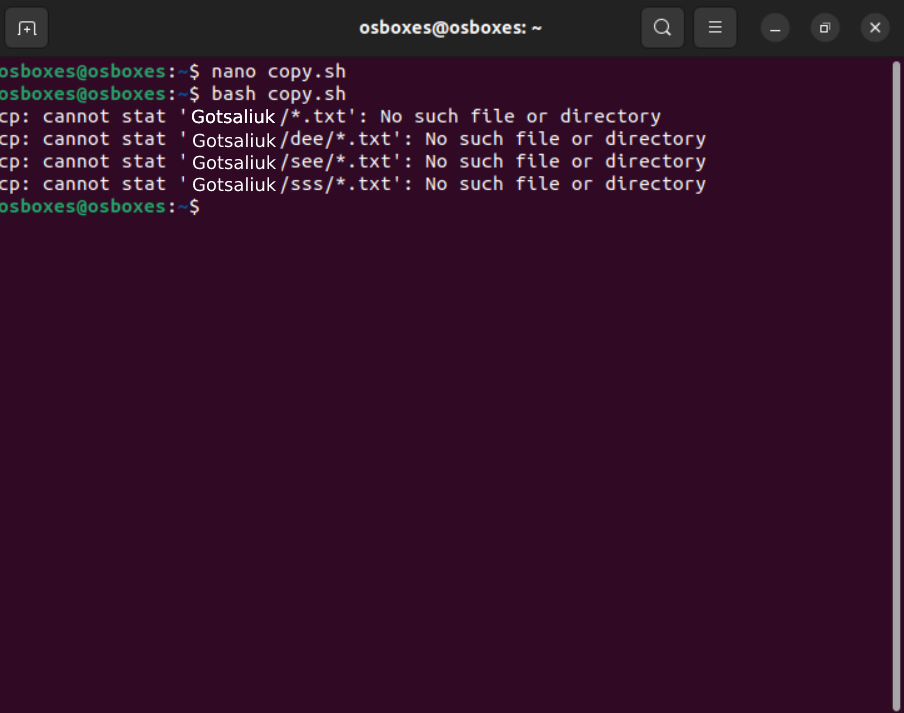 osboxes@osboxes: ~
osboxes@osboxes:~$ nano copy.sh
osboxes@osboxes:~$ bash copy.sh
cp: cannot stat 'Gotsaliuk/*.txt': No such file or directory
cp: cannot stat 'Gotsaliuk/dee/*.txt': No such file or directory
cp: cannot stat 'Gotsaliuk/see/*.txt': No such file or directory
cp: cannot stat 'Gotsaliuk/sss/*.txt': No such file or directory
osboxes@osboxes:~$